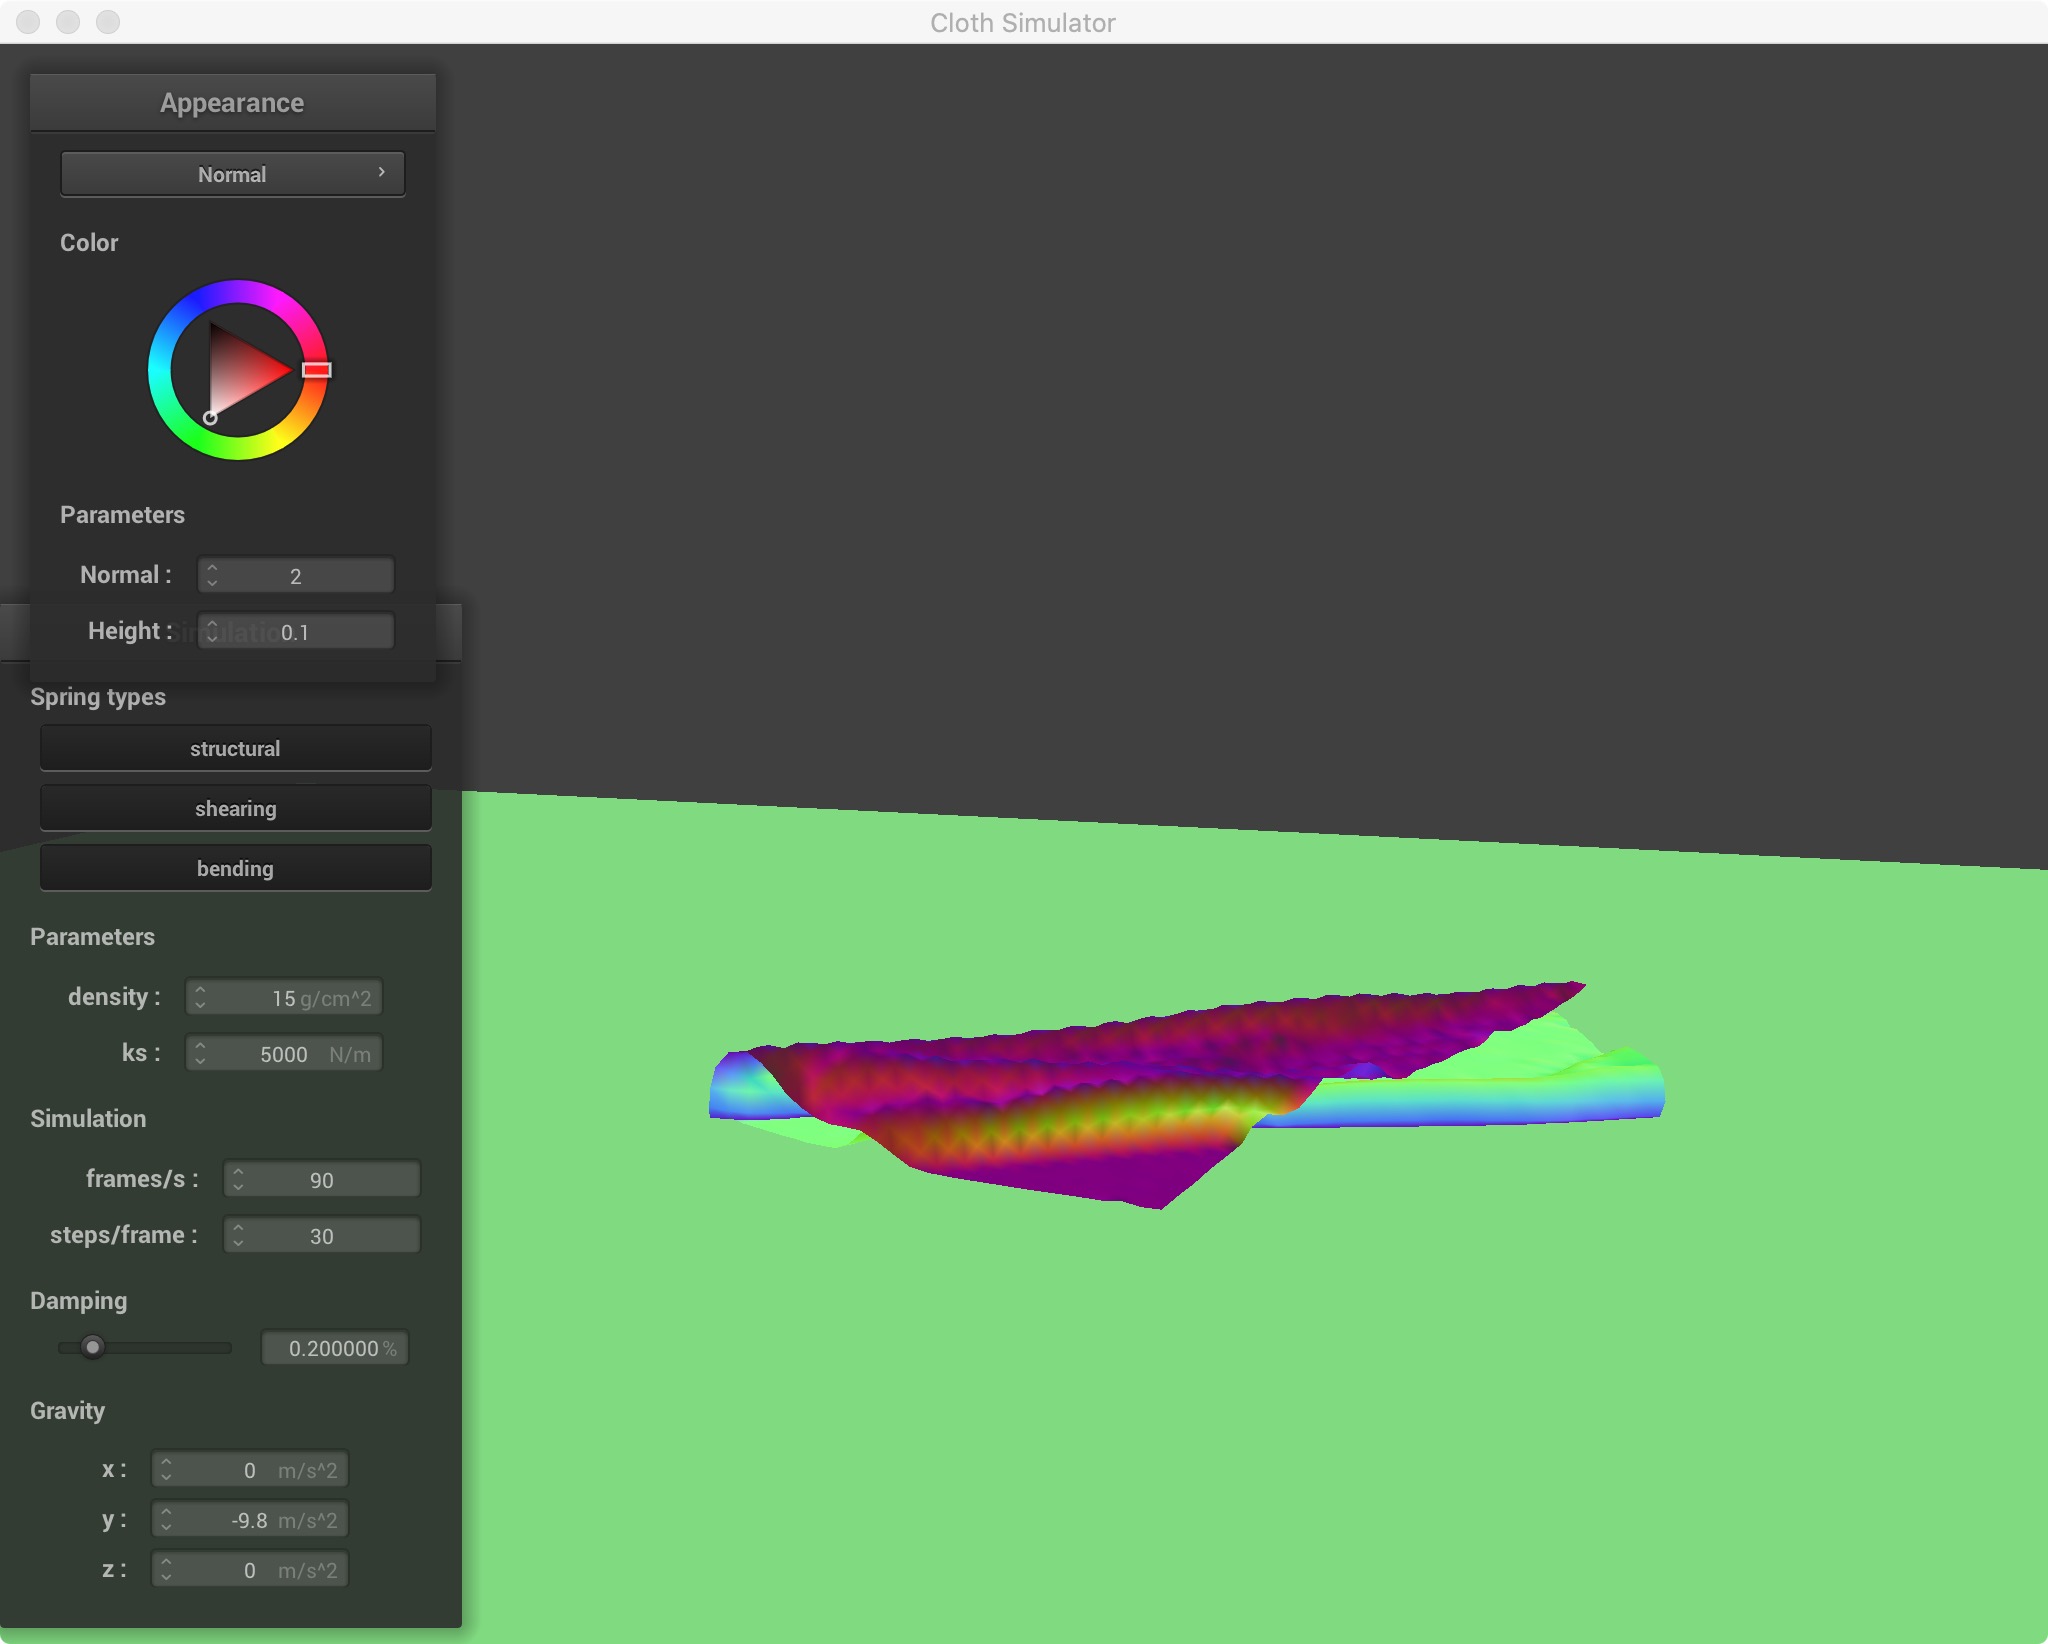 Cloth Simulator
Appearance
Normal
Color
Parameters
Normal : 2
Height : 0.1
Simulation
Spring types
structural
shearing
bending
Parameters
density : 15 g/cm^2
ks : 5000 N/m
Simulation
frames/s : 90
steps/frame : 30
Damping
0.200000 %
Gravity
x : 0 m/s^2
y : -9.8 m/s^2
z : 0 m/s^2